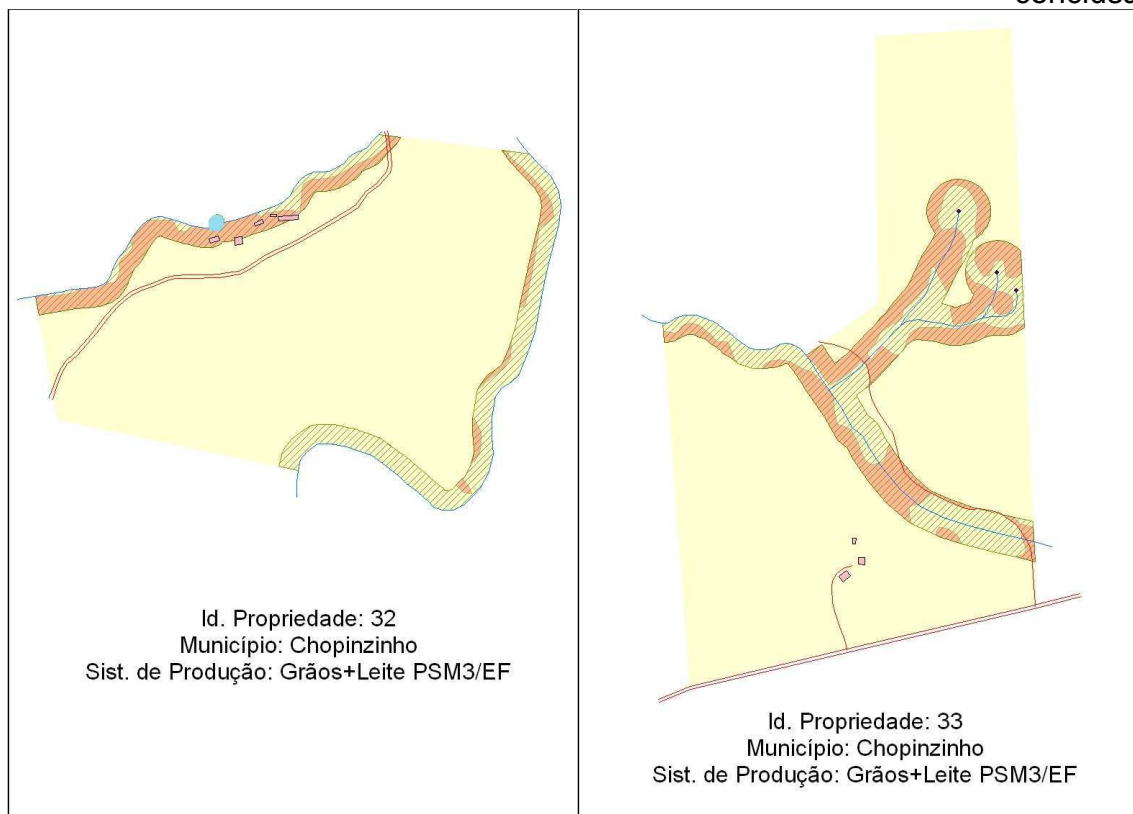 Id. Propriedade: 32
Município: Chopinzinho
Sist. de Produção: Grãos+Leite PSM3/EF
Id. Propriedade: 33
Município: Chopinzinho
Sist. de Produção: Grãos+Leite PSM3/EF